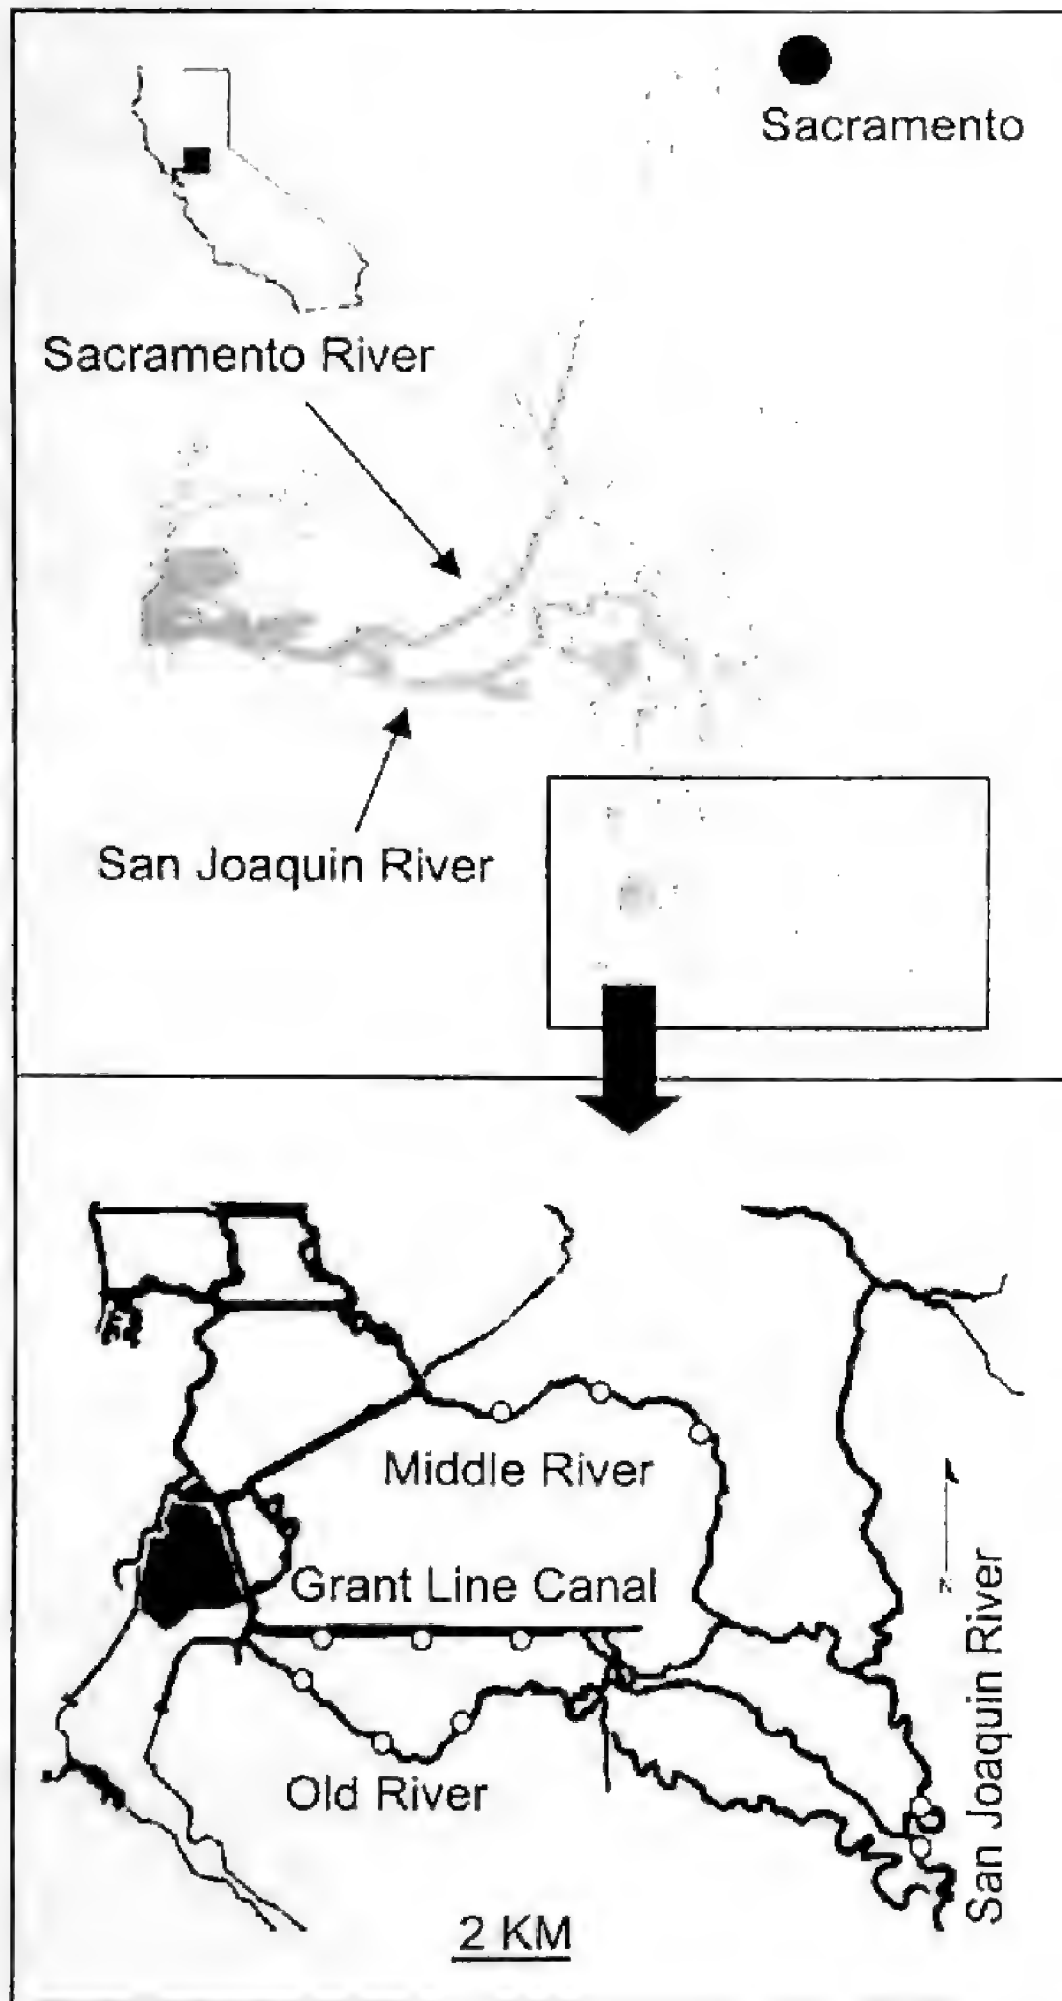 Sacramento
Sacramento River
San Joaquin River
Middle River
Grant Line Canal
Old River
San Joaquin River
2 KM